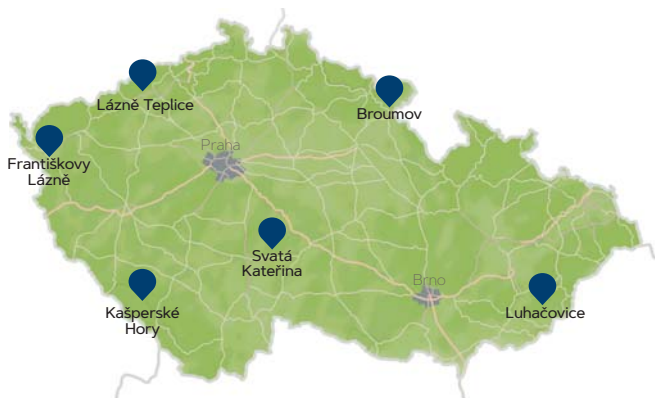 Lázně Teplice
Broumov
Praha
Františkovy
Lázně
Svatá
Kateřina
Brno
Kašperské
Hory
Luhačovice